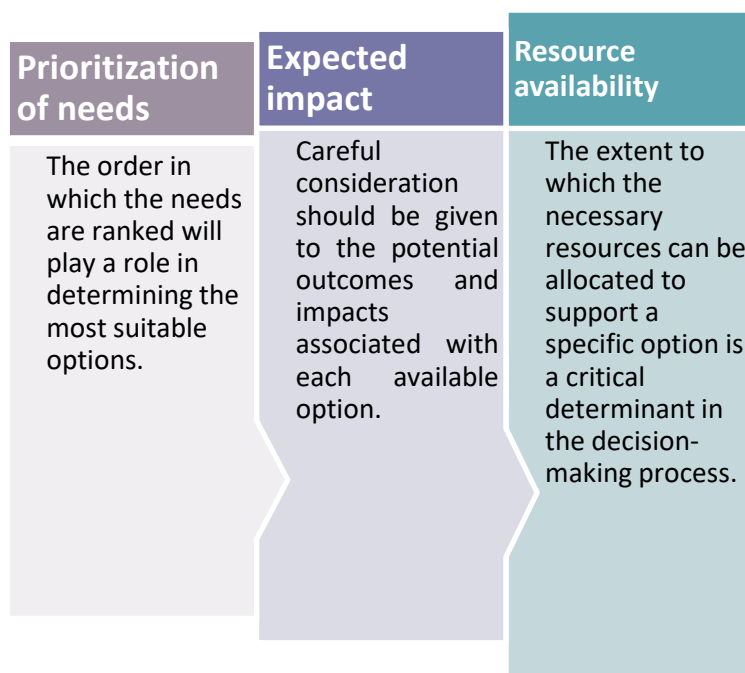 Prioritization
of needs
The order in
which the needs
are ranked will
play a role in
determining the
most suitable
options.
Expected
impact
Careful
consideration
should be given
to the potential
outcomes and
impacts
associated with
each available
option.
Resource
availability
The extent to
which the
necessary
resources can be
allocated to
support a
specific option is
a critical
determinant in
the decision-
making process.